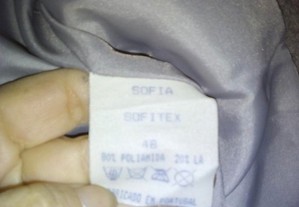 SOFIA
SOFITEX
46
80% POLIAMIDA 20% LA
FABRICADO EM PORTUGAL